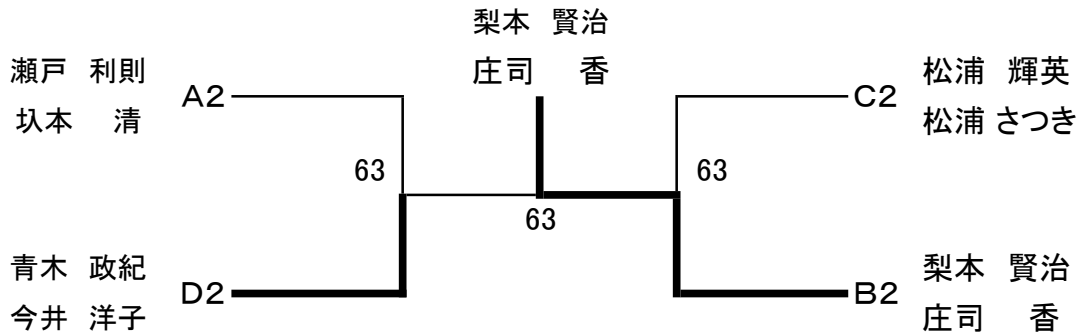 梨本 賢治
庄司 香
瀬戸 利則
圦本 清
A2
C2
松浦 輝英
松浦 さつき
63
63
63
青木 政紀
今井 洋子
D2
B2
梨本 賢治
庄司 香